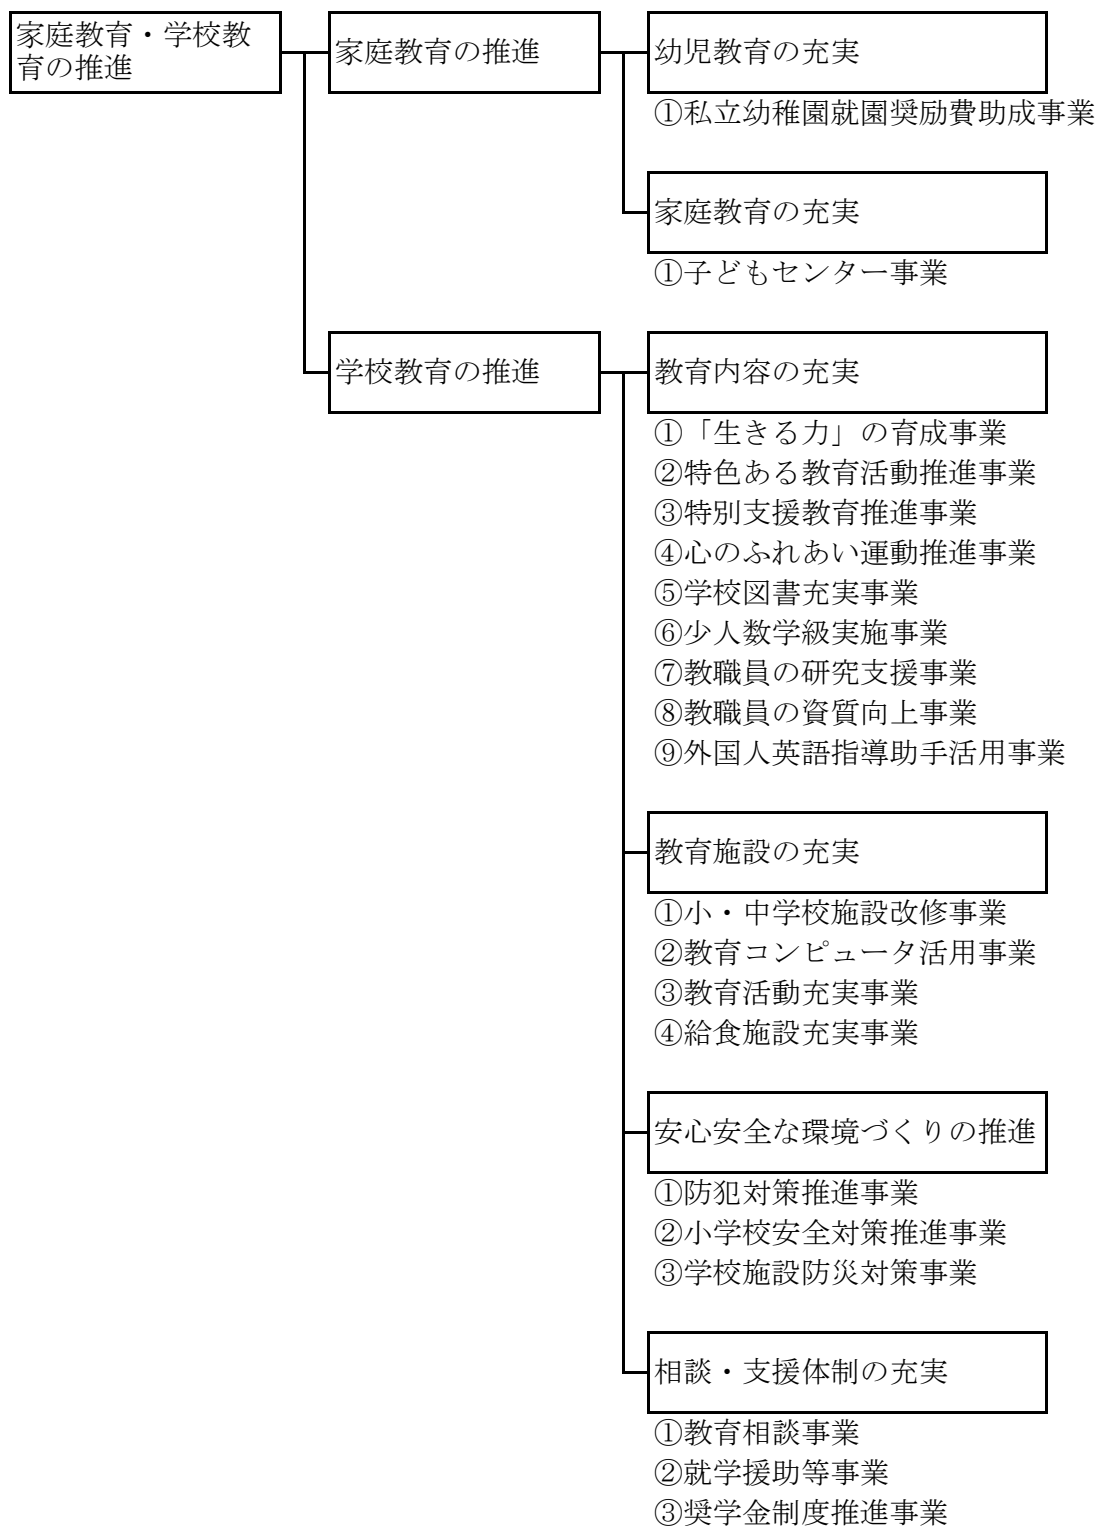 家庭教育・学校教
育の推進
家庭教育の推進
幼児教育の充実
①私立幼稚園就園奨励費助成事業
家庭教育の充実
①子どもセンター事業
学校教育の推進
教育内容の充実
①「生きる力」の育成事業
②特色ある教育活動推進事業
③特別支援教育推進事業
④心のふれあい運動推進事業
⑤学校図書充実事業
⑥少人数学級実施事業
⑦教職員の研究支援事業
⑧教職員の資質向上事業
⑨外国人英語指導助手活用事業
教育施設の充実
①小・中学校施設改修事業
②教育コンピュータ活用事業
③教育活動充実事業
④給食施設充実事業
安心安全な環境づくりの推進
①防犯対策推進事業
②小学校安全対策推進事業
③学校施設防災対策事業
相談・支援体制の充実
①教育相談事業
②就学援助等事業
③奨学金制度推進事業